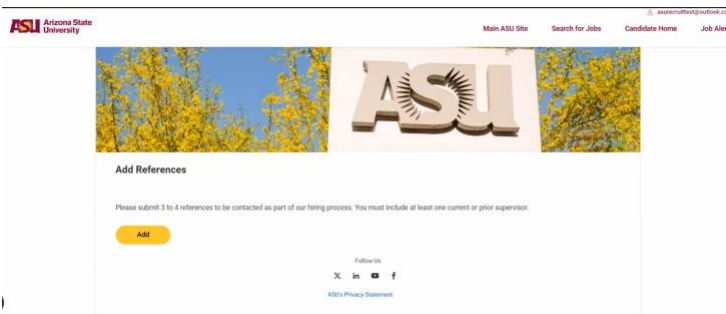 ASU Arizona State
University
Main ASU Site Search for Jobs Candidate Home
ASU
Add References
Please submit 3 to 4 references to be contacted as part of our hiring process. You must include at least one current or prior supervisor.
Add
Follow Us
ASU's Privacy Statement